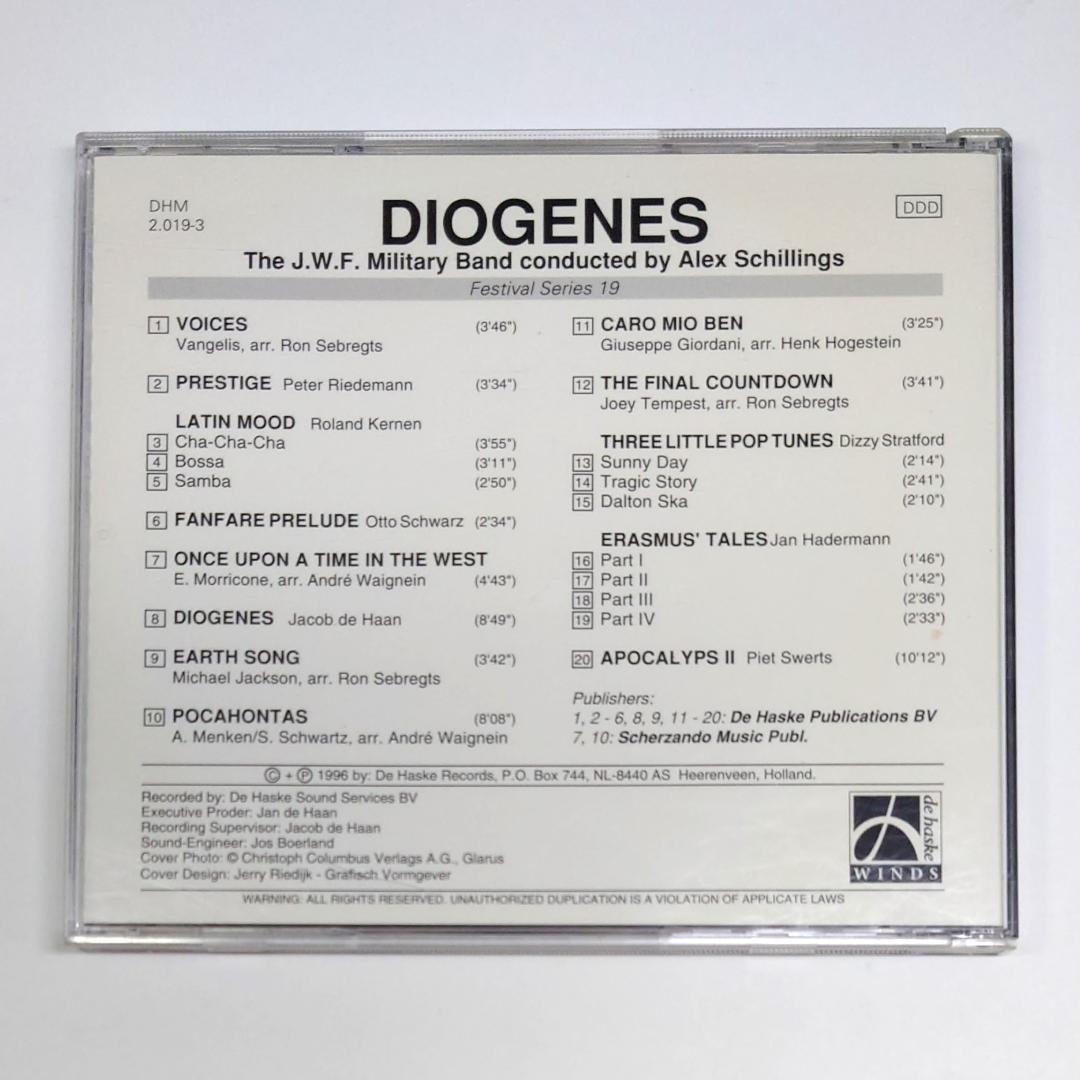 DHM
2.019-3
DIOGENES
DDD
The J.W.F. Military Band conducted by Alex Schillings
Festival Series 19
1 VOICES (3'46")
Vangelis, arr. Ron Sebregts
2 PRESTIGE Peter Riedemann (3'34")
LATIN MOOD Roland Kernen
3 Cha-Cha-Cha (3'55")
4 Bossa (3'11")
5 Samba (2'50")
6 FANFARE PRELUDE Otto Schwarz (2'34")
7 ONCE UPON A TIME IN THE WEST
E. Morricone, arr. André Waignein (4'43")
8 DIOGENES Jacob de Haan (8'49")
9 EARTH SONG (3'42")
Michael Jackson, arr. Ron Sebregts
10 POCAHONTAS (8'08")
A. Menken/S. Schwartz, arr. André Waignein
11 CARO MIO BEN (3'25")
Giuseppe Giordani, arr. Henk Hogestein
12 THE FINAL COUNTDOWN (3'41")
Joey Tempest, arr. Ron Sebregts
THREE LITTLE POP TUNES Dizzy Stratford
13 Sunny Day (2'14")
14 Tragic Story (2'41")
15 Dalton Ska (2'10")
ERASMUS' TALES Jan Hadermann
16 Part I (1'46")
17 Part II (1'42")
18 Part III (2'36")
19 Part IV (2'33")
20 APOCALYPS II Piet Swerts (10'12")
Publishers:
1, 2 - 6, 8, 9, 11 - 20: De Haske Publications BV
7, 10: Scherzando Music Publ.
© + ℗ 1996 by: De Haske Records, P.O. Box 744, NL-8440 AS Heerenveen, Holland.
Recorded by: De Haske Sound Services BV
Executive Proder: Jan de Haan
Recording Supervisor: Jacob de Haan
Sound-Engineer: Jos Boerland
Cover Photo: © Christoph Columbus Verlags A.G., Glarus
Cover Design: Jerry Riedijk - Grafisch Vormgever
de haske
WINDS
WARNING: ALL RIGHTS RESERVED. UNAUTHORIZED DUPLICATION IS A VIOLATION OF APPLICATE LAWS